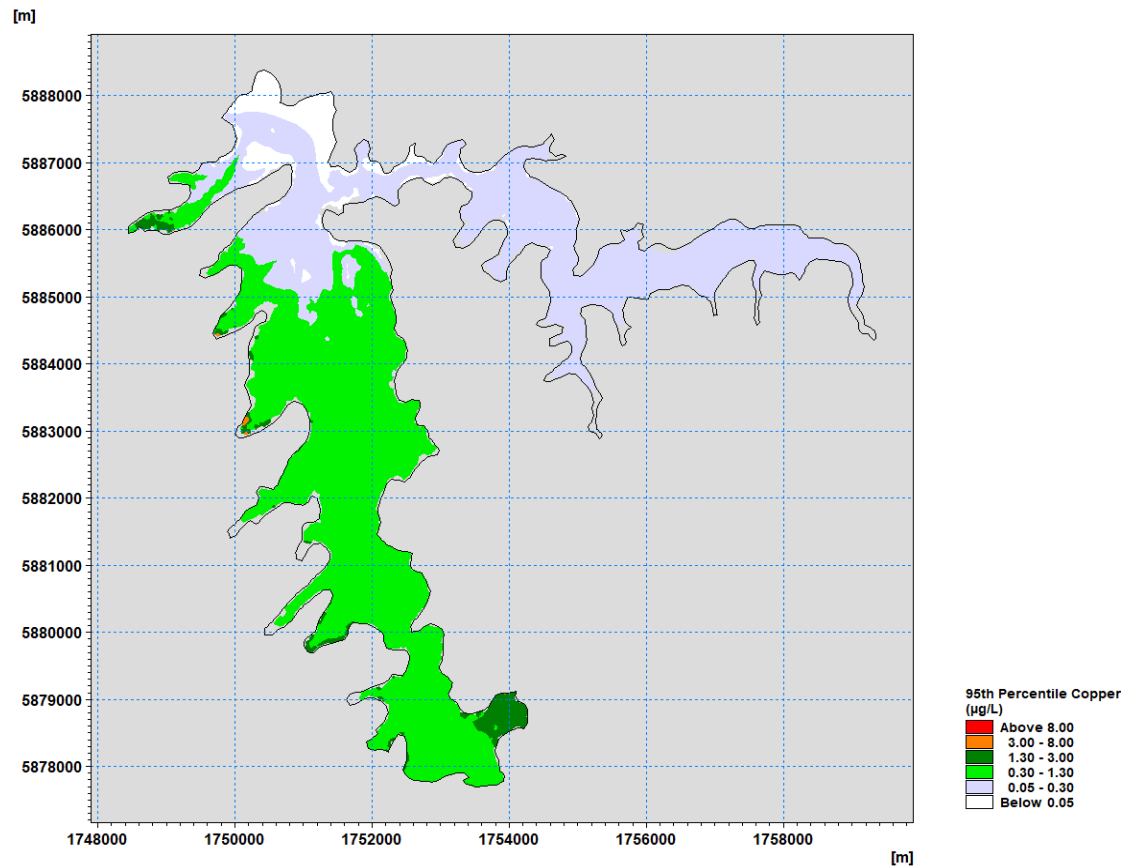 [m]
5888000
5887000
5886000
5885000
5884000
5883000
5882000
5881000
5880000
5879000
5878000
1748000 1750000 1752000 1754000 1756000 1758000
[m]
95th Percentile Copper
(µg/L)
Above 8.00
3.00 - 8.00
1.30 - 3.00
0.30 - 1.30
0.05 - 0.30
Below 0.05